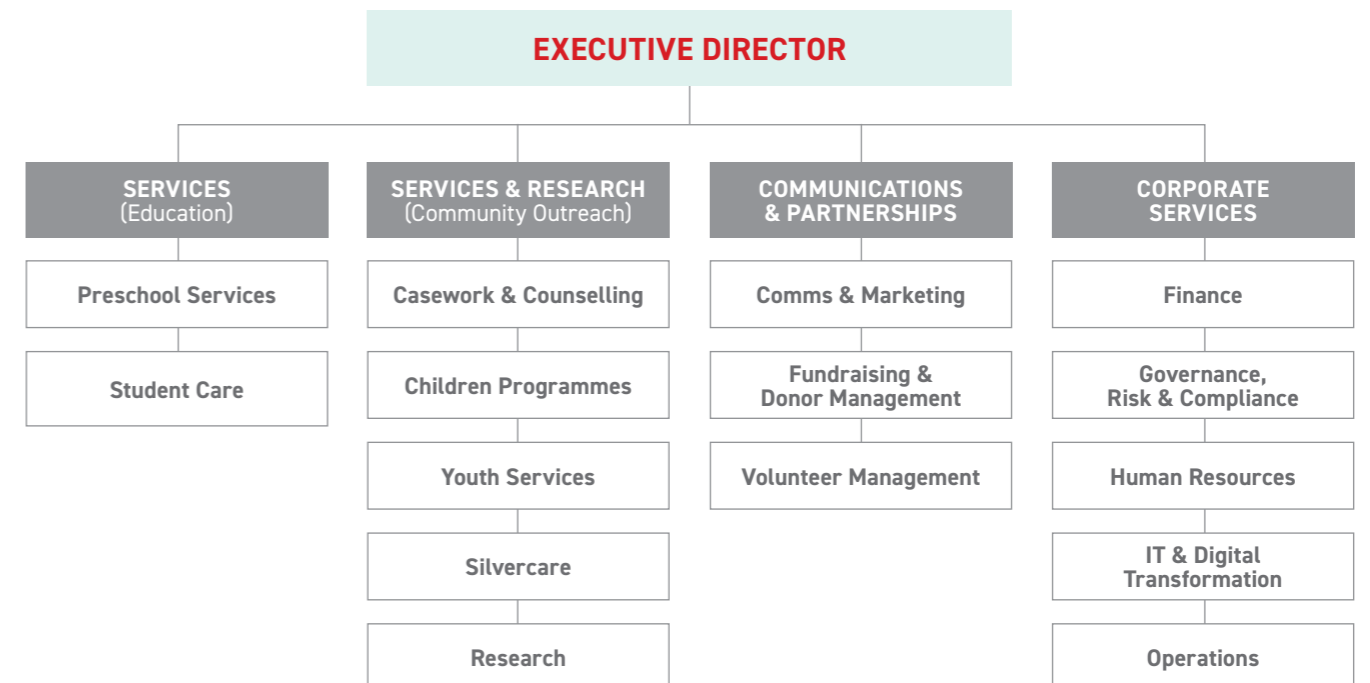 EXECUTIVE DIRECTOR
SERVICES
(Education)
Preschool Services
Student Care
SERVICES & RESEARCH
(Community Outreach)
Casework & Counselling
Children Programmes
Youth Services
Silvercare
Research
COMMUNICATIONS
& PARTNERSHIPS
Comms & Marketing
Fundraising &
Donor Management
Volunteer Management
CORPORATE
SERVICES
Finance
Governance,
Risk & Compliance
Human Resources
IT & Digital
Transformation
Operations